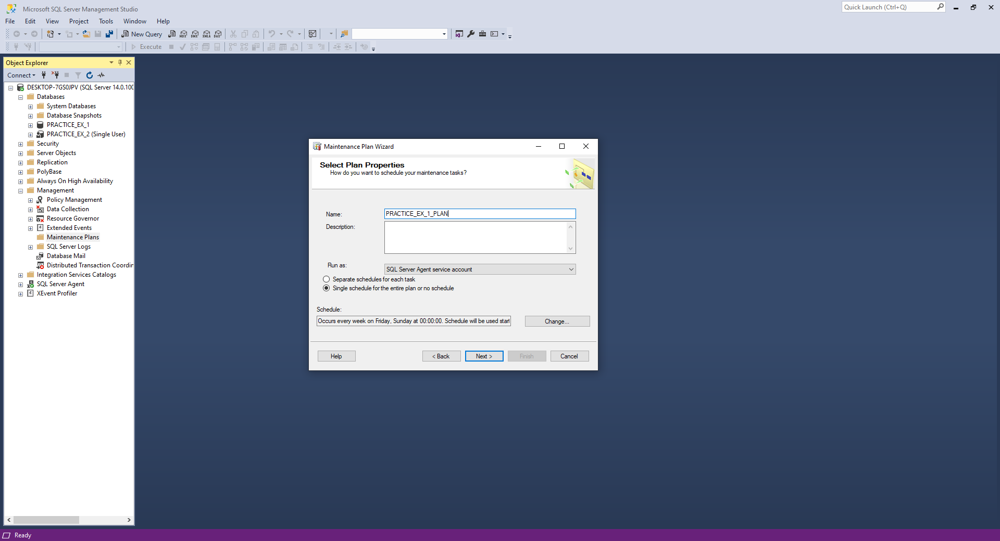 Microsoft SQL Server Management Studio
Quick Launch (Ctrl+Q)
File Edit View Project Tools Window Help
New Query
MDX DMX XMLA DAX
Execute
Object Explorer
Connect
DESKTOP-7GS0JPV (SQL Server 14.0.100
Databases
System Databases
Database Snapshots
PRACTICE_EX_1
PRACTICE_EX_2 (Single User)
Security
Server Objects
Replication
PolyBase
Always On High Availability
Management
Policy Management
Data Collection
Resource Governor
Extended Events
Maintenance Plans
SQL Server Logs
Database Mail
Distributed Transaction Coordin
Integration Services Catalogs
SQL Server Agent
XEvent Profiler
Maintenance Plan Wizard
Select Plan Properties
How do you want to schedule your maintenance tasks?
Name: PRACTICE_EX_1_PLAN
Description:
Run as: SQL Server Agent service account
Separate schedules for each task
Single schedule for the entire plan or no schedule
Schedule:
Occurs every week on Friday, Sunday at 00:00:00. Schedule will be used start
Change...
Help < Back Next > Finish Cancel
Ready